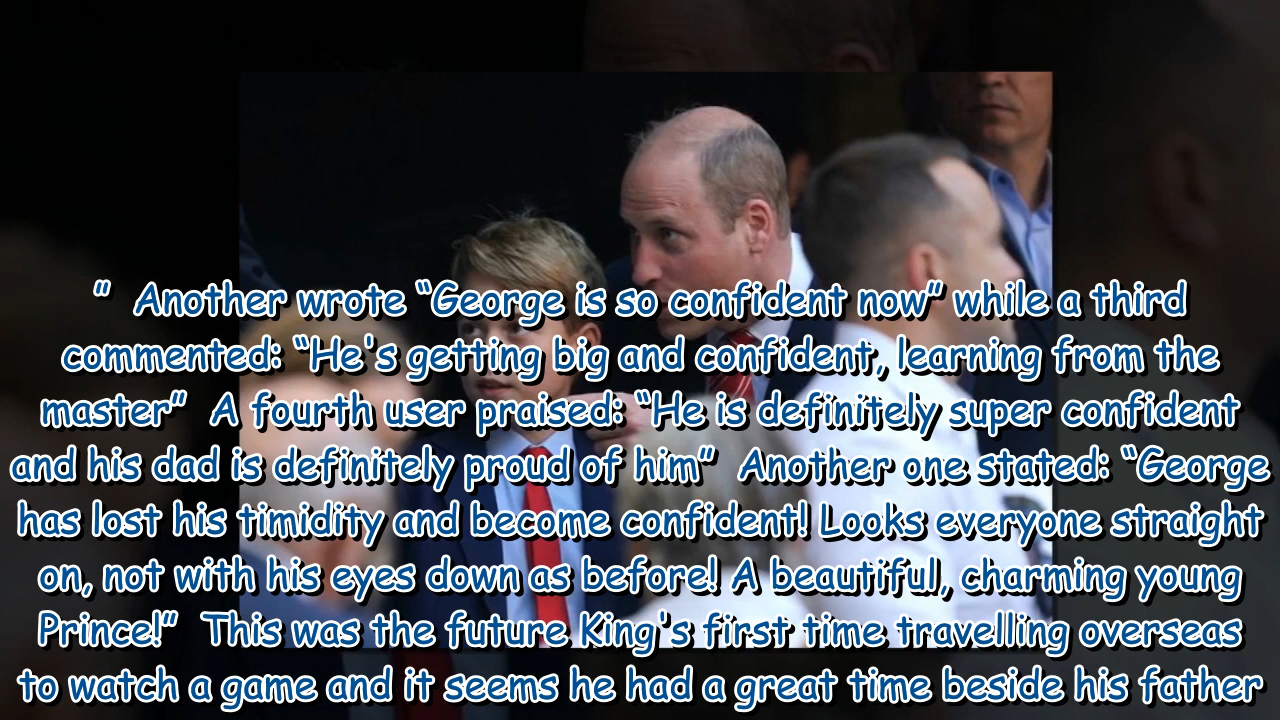 ” Another wrote “George is so confident now” while a third
commented: “He's getting big and confident, learning from the
master” A fourth user praised: “He is definitely super confident
and his dad is definitely proud of him” Another one stated: “George
has lost his timidity and become confident! Looks everyone straight
on, not with his eyes down as before! A beautiful, charming young
Prince!” This was the future King's first time travelling overseas
to watch a game and it seems he had a great time beside his father